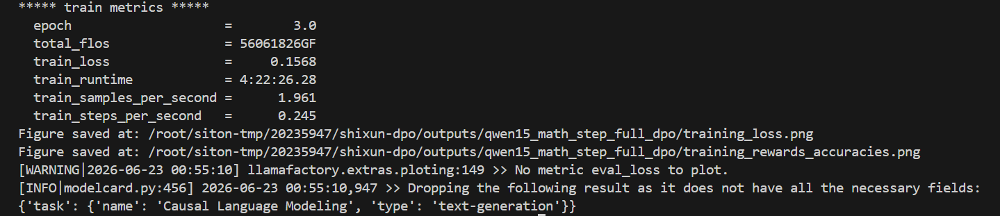 ***** train metrics *****
  epoch                    =        3.0
  total_flos               = 56061826GF
  train_loss               =     0.1568
  train_runtime            = 4:22:26.28
  train_samples_per_second =      1.961
  train_steps_per_second   =      0.245
Figure saved at: /root/siton-tmp/20235947/shixun-dpo/outputs/qwen15_math_step_full_dpo/training_loss.png
Figure saved at: /root/siton-tmp/20235947/shixun-dpo/outputs/qwen15_math_step_full_dpo/training_rewards_accuracies.png
[WARNING|2026-06-23 00:55:10] llamafactory.extras.ploting:149 >> No metric eval_loss to plot.
[INFO|modelcard.py:456] 2026-06-23 00:55:10,947 >> Dropping the following result as it does not have all the necessary fields:
{'task': {'name': 'Causal Language Modeling', 'type': 'text-generation'}}